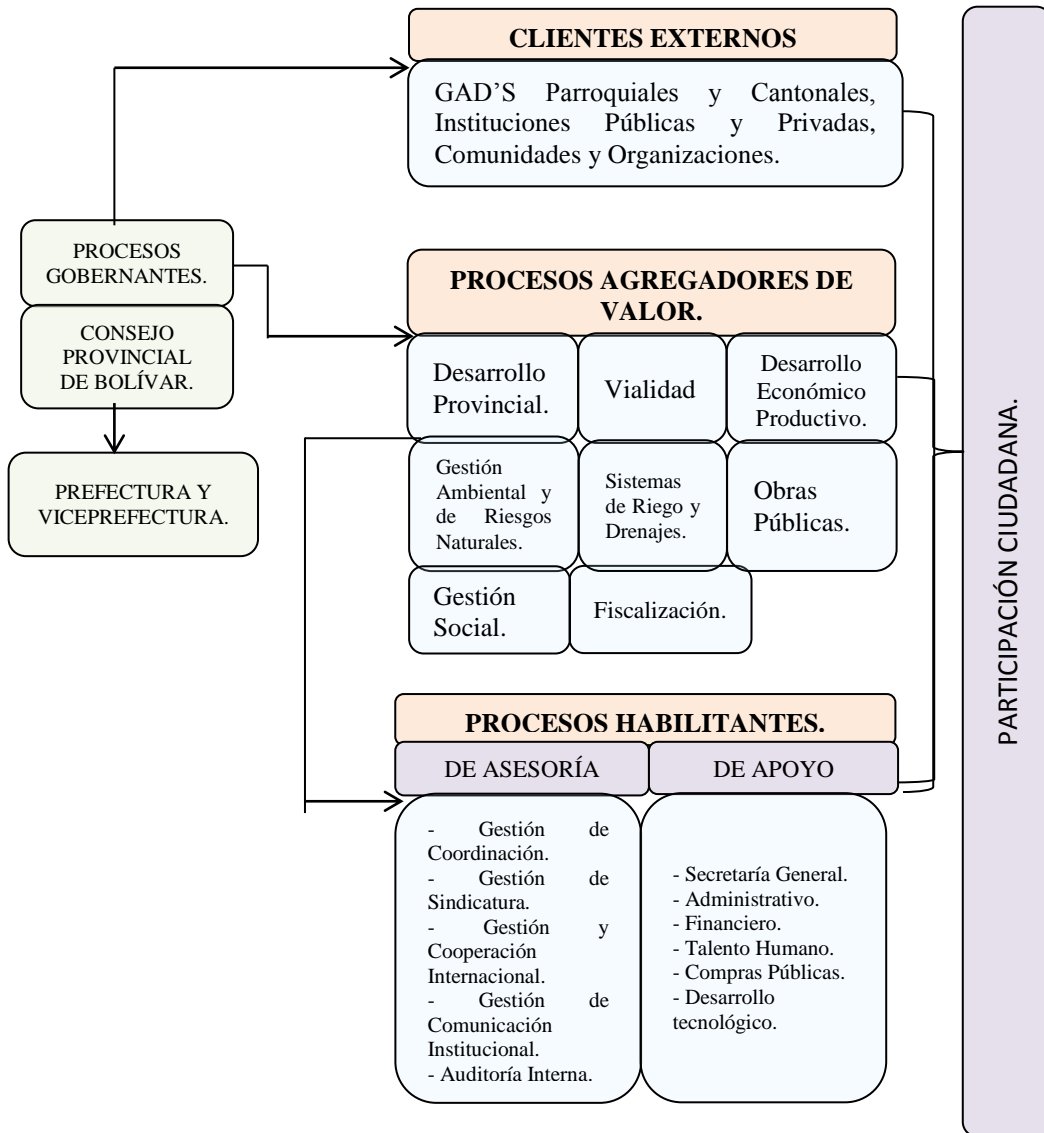 CLIENTES EXTERNOS
GAD'S Parroquiales y Cantonales,
Instituciones Públicas y Privadas,
Comunidades y Organizaciones.
PROCESOS
GOBERNANTES.
CONSEJO
PROVINCIAL
DE BOLÍVAR.
PREFECTURA Y
VICEPREFECTURA.
PROCESOS AGREGADORES DE
VALOR.
Desarrollo
Provincial.
Vialidad
Desarrollo
Económico
Productivo.
Gestión
Ambiental y
de Riesgos
Naturales.
Sistemas
de Riego y
Drenajes.
Obras
Públicas.
Gestión
Social.
Fiscalización.
PROCESOS HABILITANTES.
DE ASESORÍA
- Gestión de
Coordinación.
- Gestión de
Sindicatura.
- Gestión y
Cooperación
Internacional.
- Gestión de
Comunicación
Institucional.
- Auditoría Interna.
DE APOYO
- Secretaría General.
- Administrativo.
- Financiero.
- Talento Humano.
- Compras Públicas.
- Desarrollo
tecnológico.
PARTICIPACIÓN CIUDADANA.